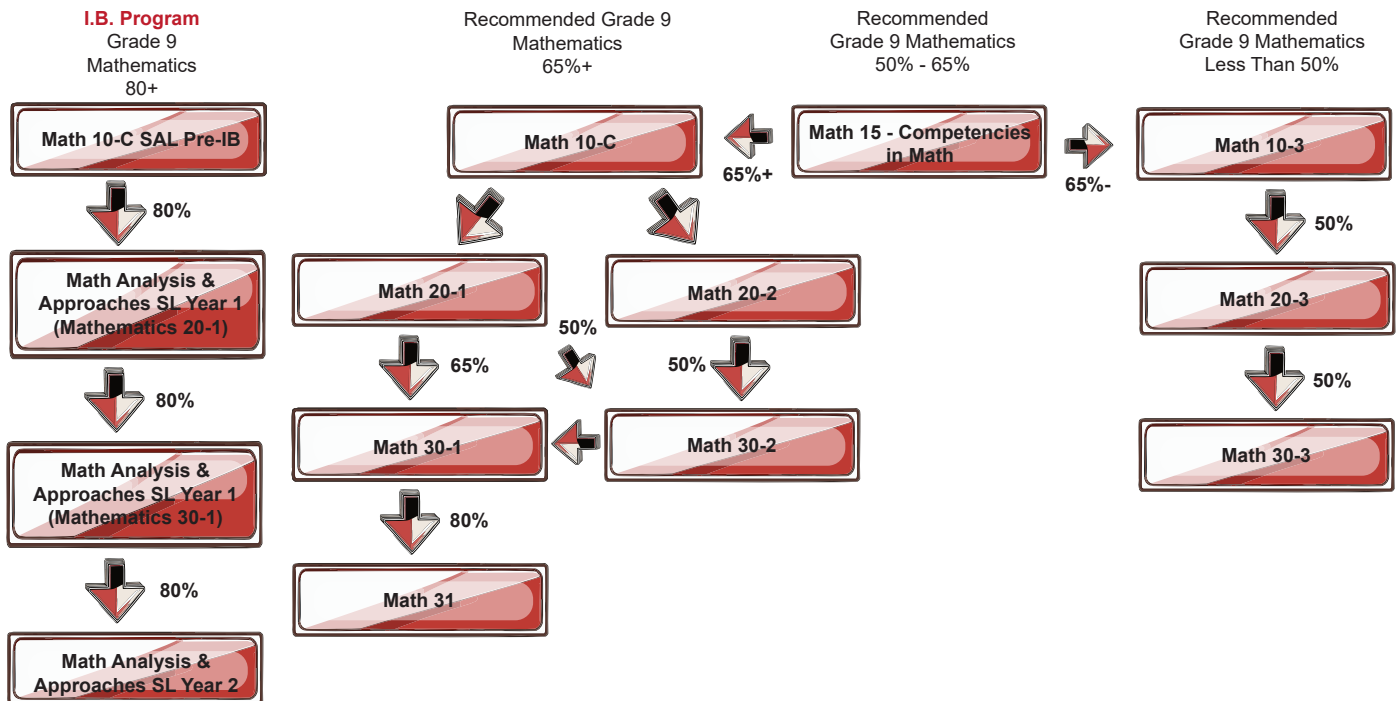 I.B. Program
Grade 9
Mathematics
80+
Recommended Grade 9
Mathematics
65%+
Recommended
Grade 9 Mathematics
50% - 65%
Recommended
Grade 9 Mathematics
Less Than 50%
Math 10-C SAL Pre-IB
Math 10-C
65%+
Math 15 - Competencies
in Math
65%-
Math 10-3
80%
50%
Math Analysis &
Approaches SL Year 1
(Mathematics 20-1)
Math 20-1
Math 20-2
Math 20-3
50%
65%
50%
50%
80%
Math Analysis &
Approaches SL Year 1
(Mathematics 30-1)
Math 30-1
Math 30-2
Math 30-3
80%
80%
Math 31
Math Analysis &
Approaches SL Year 2